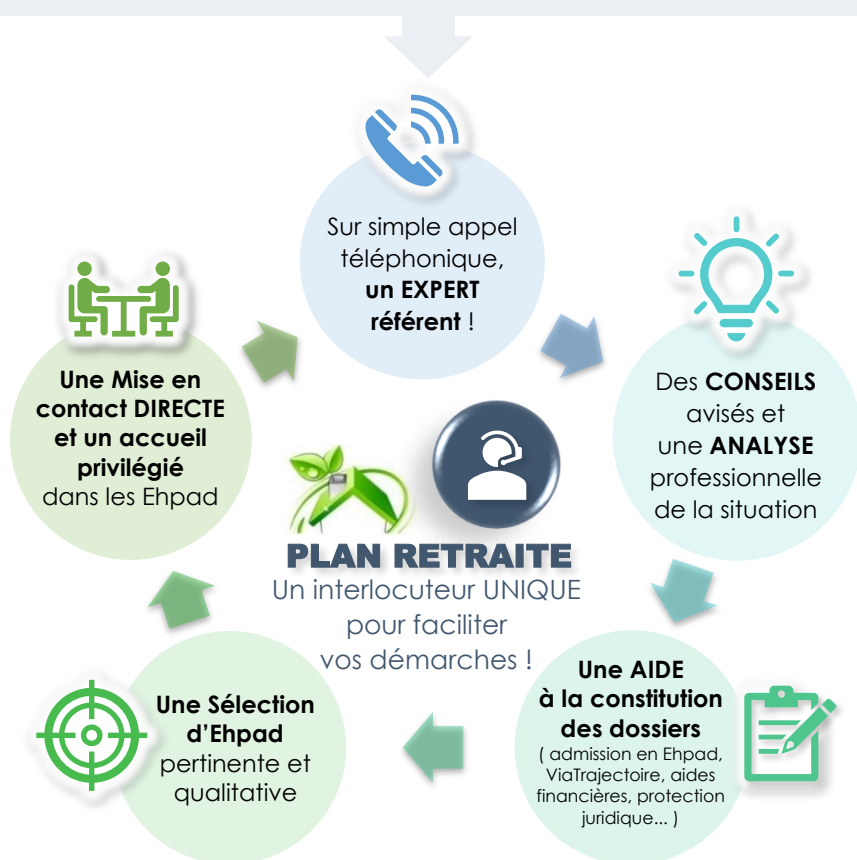 Sur simple appel
téléphonique,
un EXPERT
référent !
Des CONSEILS
avisés et
une ANALYSE
professionnelle
de la situation
Une AIDE
à la constitution
des dossiers
( admission en Ehpad,
ViaTrajectoire, aides
financières, protection
juridique... )
Une Sélection
d'Ehpad
pertinente et
qualitative
Une Mise en
contact DIRECTE
et un accueil
privilégié
dans les Ehpad
PLAN RETRAITE
Un interlocuteur UNIQUE
pour faciliter
vos démarches !